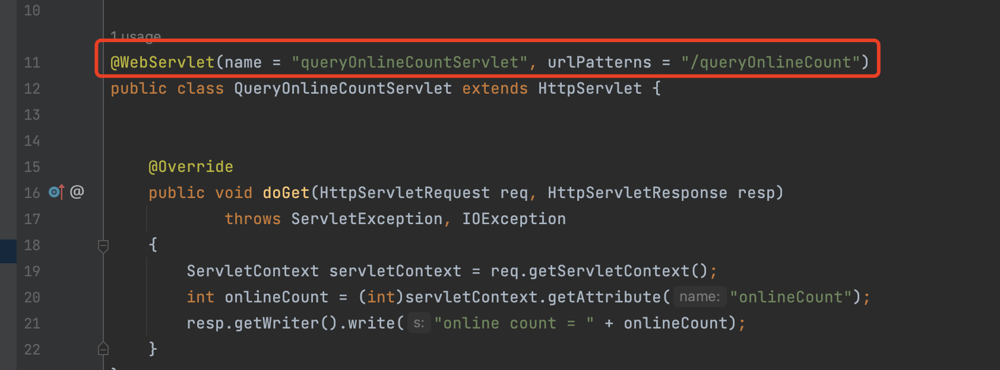 10
1 usage
11 @WebServlet(name = "queryOnlineCountServlet", urlPatterns = "/queryOnlineCount")
12 public class QueryOnlineCountServlet extends HttpServlet {
13
14
15 @Override
16 @ public void doGet(HttpServletRequest req, HttpServletResponse resp)
17 throws ServletException, IOException
18 {
19 ServletContext servletContext = req.getServletContext();
20 int onlineCount = (int)servletContext.getAttribute( name: "onlineCount");
21 resp.getWriter().write( s: "online count = " + onlineCount);
22 }